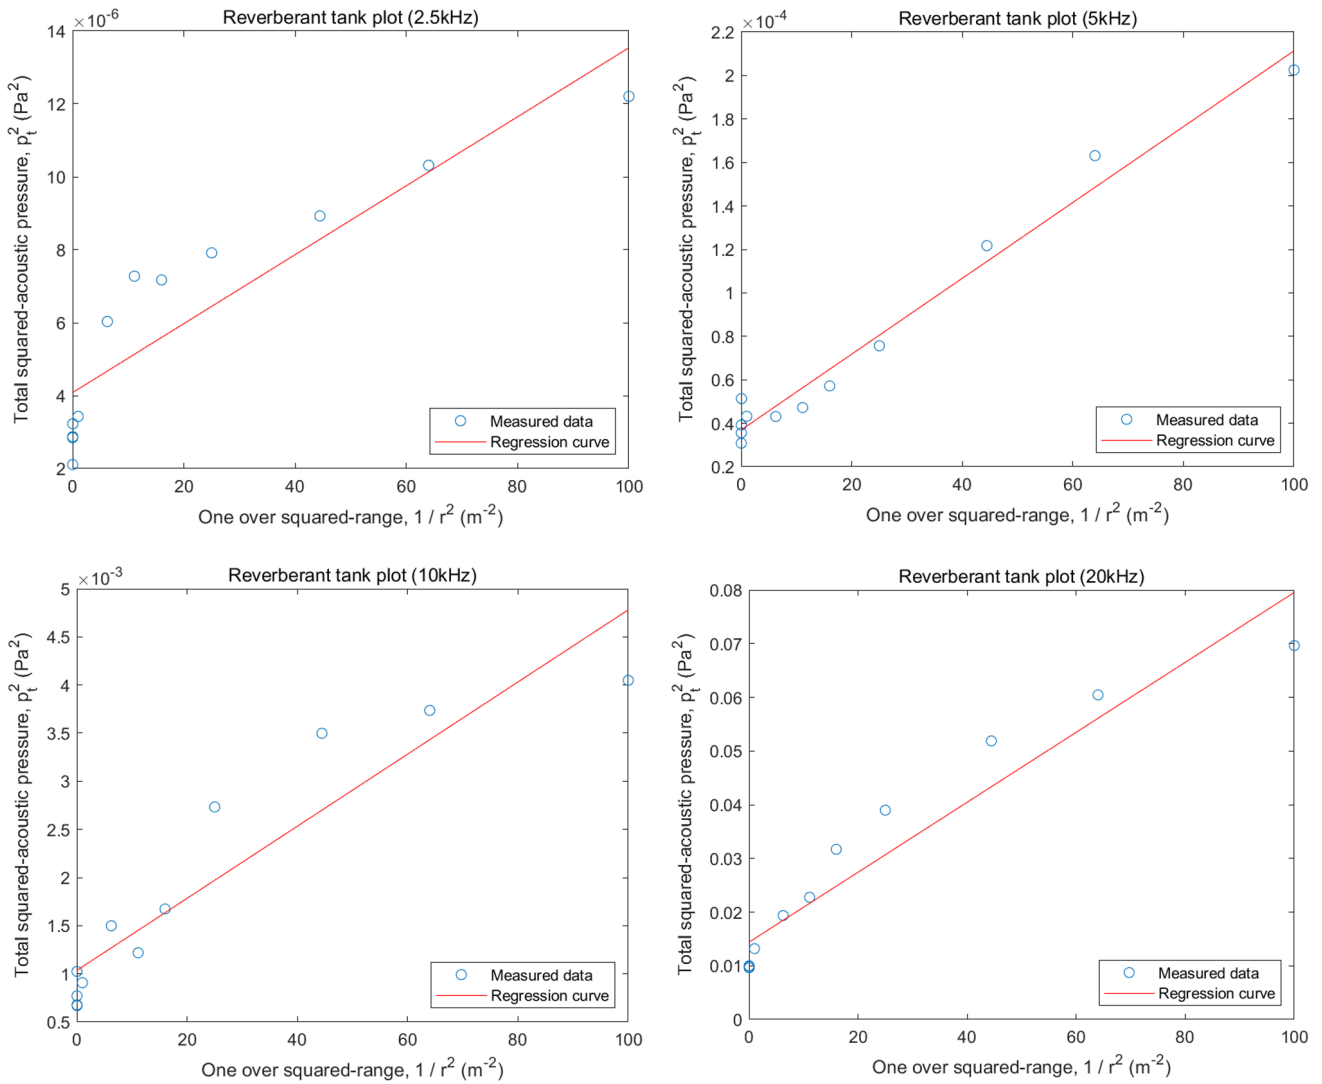 Reverberant tank plot (2.5kHz)
×10⁻⁶
14
12
10
8
6
4
2
0 20 40 60 80 100
Total squared-acoustic pressure, pₜ² (Pa²)
One over squared-range, 1 / r² (m⁻²)
Measured data
Regression curve
Reverberant tank plot (5kHz)
×10⁻⁴
2.2
2
1.8
1.6
1.4
1.2
1
0.8
0.6
0.4
0.2
0 20 40 60 80 100
Total squared-acoustic pressure, pₜ² (Pa²)
One over squared-range, 1 / r² (m⁻²)
Measured data
Regression curve
Reverberant tank plot (10kHz)
×10⁻³
5
4.5
4
3.5
3
2.5
2
1.5
1
0.5
0 20 40 60 80 100
Total squared-acoustic pressure, pₜ² (Pa²)
One over squared-range, 1 / r² (m⁻²)
Measured data
Regression curve
Reverberant tank plot (20kHz)
0.08
0.07
0.06
0.05
0.04
0.03
0.02
0.01
0
0 20 40 60 80 100
Total squared-acoustic pressure, pₜ² (Pa²)
One over squared-range, 1 / r² (m⁻²)
Measured data
Regression curve